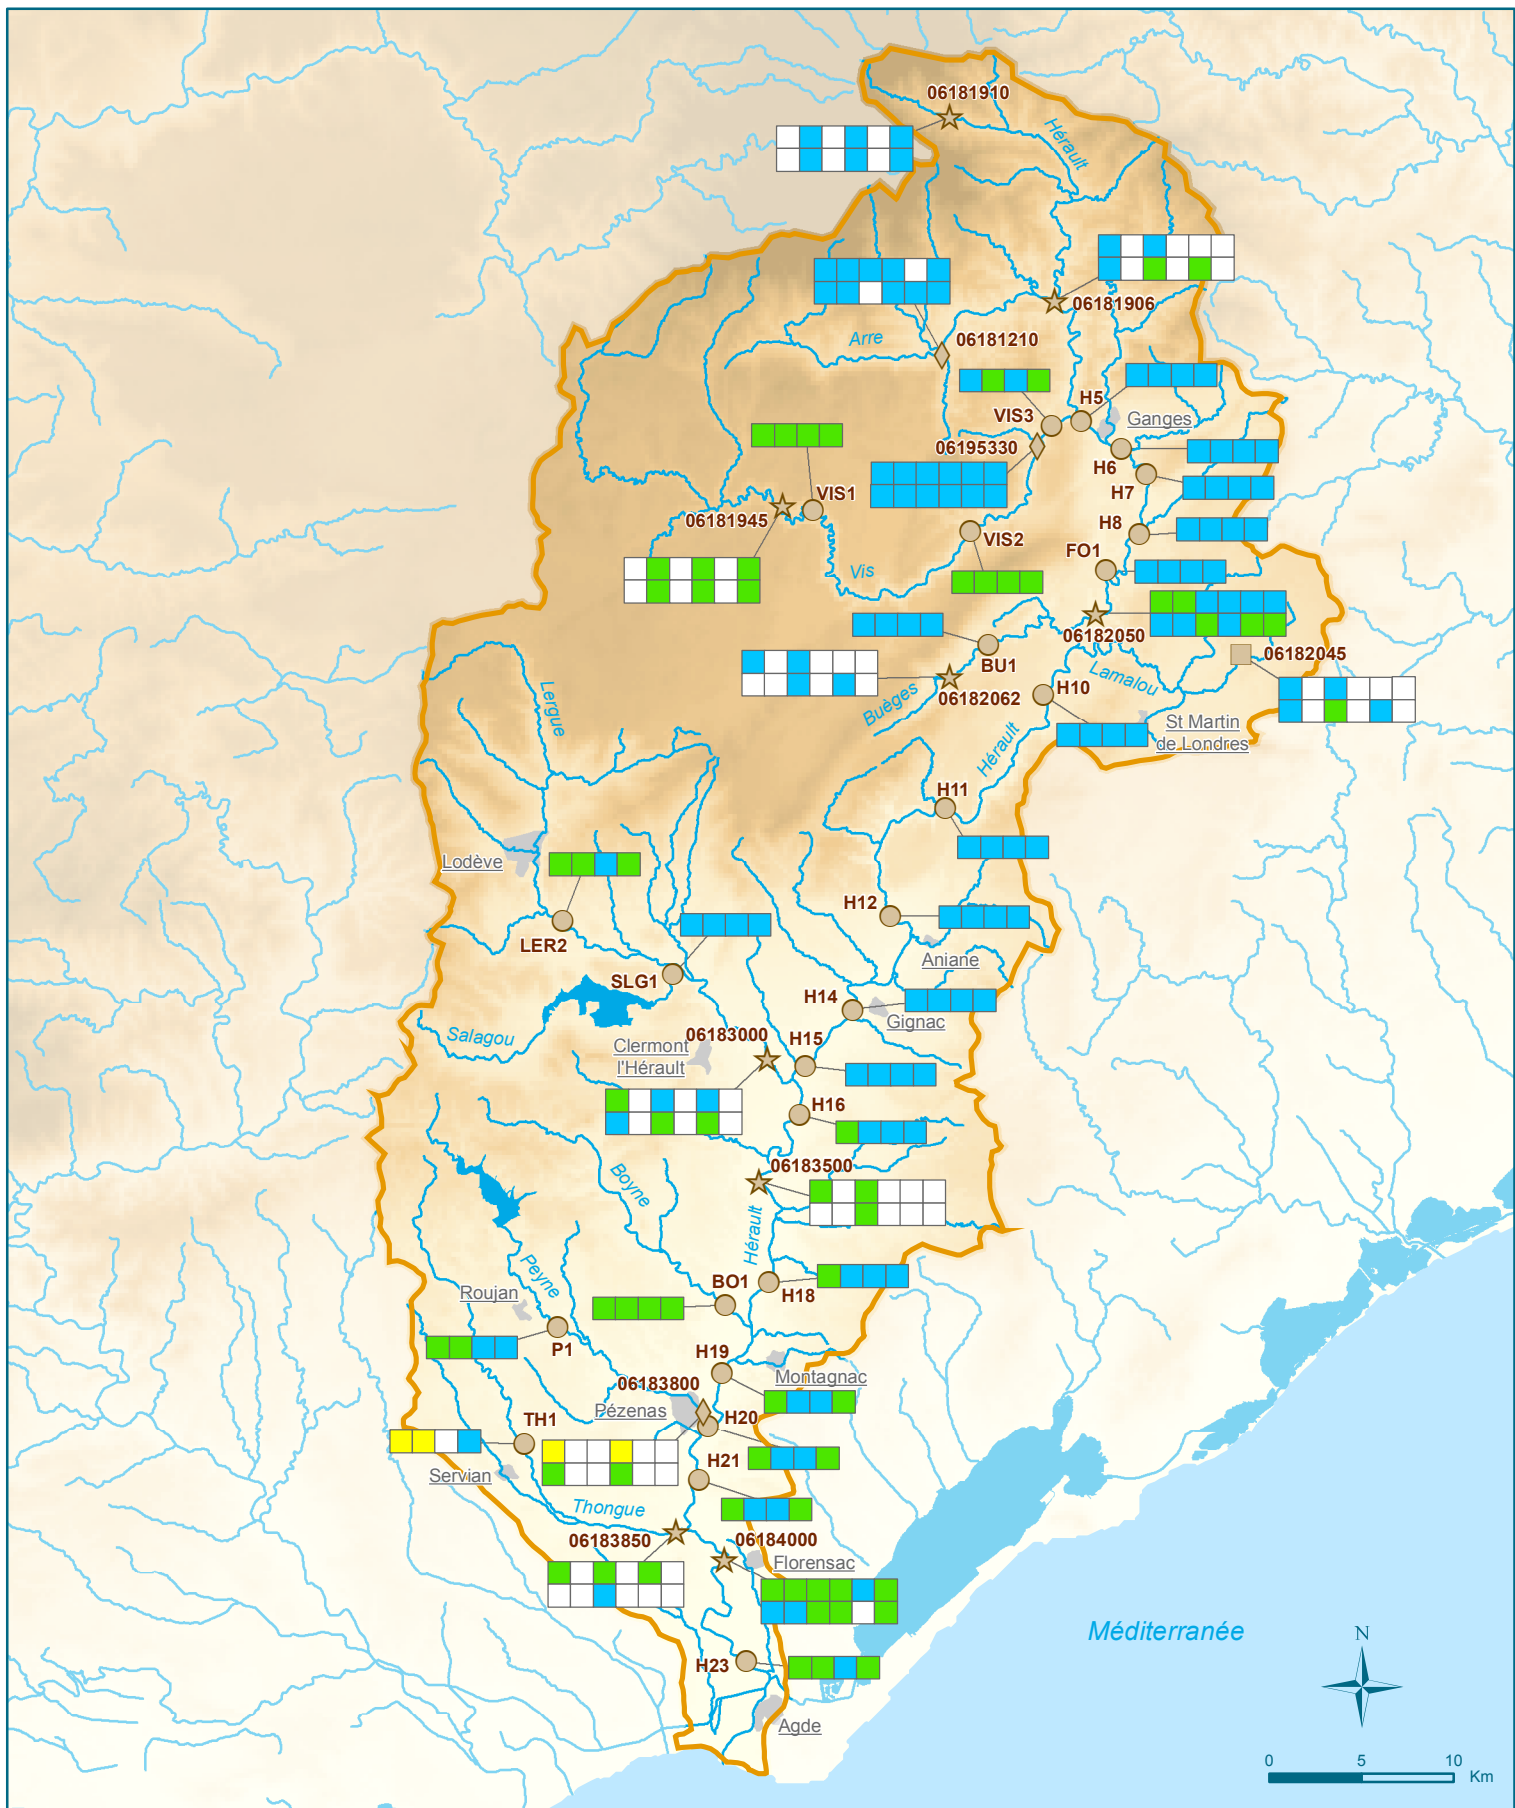 06181910
Hérault
06181906
Arre
06181210
H5
VIS3
Ganges
06195330
H6
H7
VIS1
06181945
H8
VIS2
FO1
Vis
06182050
06182045
BU1
Lamalou
H10
06182062
Buèges
Lergue
St Martin
de Londres
Hérault
H11
Lodève
H12
LER2
Aniane
SLG1
H14
Gignac
Salagou
06183000
H15
Clermont
l'Hérault
H16
06183500
Boyne
Hérault
Peyne
BO1
H18
Roujan
P1
H19
Montagnac
06183800
Pézenas
TH1
H20
H21
Servian
Thongue
06183850
06184000
Florensac
Méditerranée
N
H23
Agde
0 5 10
Km